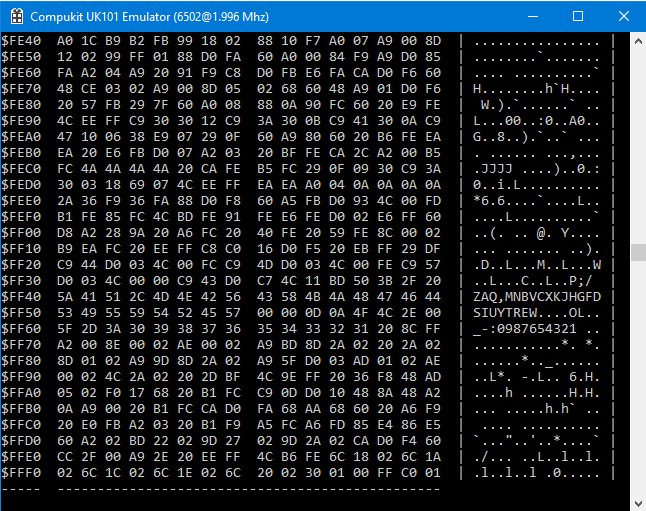 Compukit UK101 Emulator (6502@1.996 Mhz)
$FE40 A0 1C B9 B2 FB 99 18 02 88 10 F7 A0 07 A9 00 8D | ................ |
$FE50 12 02 99 FF 01 88 D0 FA 60 A0 00 84 F9 A9 D0 85 | ........`....... |
$FE60 FA A2 04 A9 20 91 F9 C8 D0 FB E6 FA CA D0 F6 60 | .... ..........` |
$FE70 48 CE 03 02 A9 00 8D 05 02 68 60 48 A9 01 D0 F6 | H........h`H.... |
$FE80 20 57 FB 29 7F 60 A0 08 88 0A 90 FC 60 20 E9 FE |  W.).`......` .. |
$FE90 4C EE FF C9 30 30 12 C9 3A 30 0B C9 41 30 0A C9 | L...00..:0..A0.. |
$FEA0 47 10 06 38 E9 07 29 0F 60 A9 80 60 20 B6 FE EA | G..8..).`..` ... |
$FEB0 EA 20 E6 FB D0 07 A2 03 20 BF FE CA 2C A2 00 B5 | . ...... ...,... |
$FEC0 FC 4A 4A 4A 4A 20 CA FE B5 FC 29 0F 09 30 C9 3A | .JJJJ ....)..0.: |
$FED0 30 03 18 69 07 4C EE FF EA EA A0 04 0A 0A 0A 0A | 0..i.L.......... |
$FEE0 2A 36 F9 36 FA 88 D0 F8 60 A5 FB D0 93 4C 00 FD | *6.6....`....L.. |
$FEF0 B1 FE 85 FC 4C BD FE 91 FE E6 FE D0 02 E6 FF 60 | ....L..........` |
$FF00 D8 A2 28 9A 20 A6 FC 20 40 FE 20 59 FE 8C 00 02 | ..(. .. @. Y.... |
$FF10 B9 EA FC 20 EE FF C8 C0 16 D0 F5 20 EB FF 29 DF | ... ....... ..). |
$FF20 C9 44 D0 03 4C 00 FC C9 4D D0 03 4C 00 FE C9 57 | .D..L...M..L...W |
$FF30 D0 03 4C 00 00 C9 43 D0 C7 4C 11 BD 50 3B 2F 20 | ..L...C..L..P;/  |
$FF40 5A 41 51 2C 4D 4E 42 56 43 58 4B 4A 48 47 46 44 | ZAQ,MNBVCXKJHGFD |
$FF50 53 49 55 59 54 52 45 57 00 00 0D 0A 4F 4C 2E 00 | SIUYTREW....OL.. |
$FF60 5F 2D 3A 30 39 38 37 36 35 34 33 32 31 20 8C FF | _-:0987654321 .. |
$FF70 A2 00 8E 00 02 AE 00 02 A9 BD 8D 2A 02 20 2A 02 | ...........*. *. |
$FF80 8D 01 02 A9 9D 8D 2A 02 A9 5F D0 03 AD 01 02 AE | ......*.._...... |
$FF90 00 02 4C 2A 02 20 2D BF 4C 9E FF 20 36 F8 48 AD | ..L*. -.L.. 6.H. |
$FFA0 05 02 F0 17 68 20 B1 FC C9 0D D0 10 48 8A 48 A2 | ....h ......H.H. |
$FFB0 0A A9 00 20 B1 FC CA D0 FA 68 AA 68 60 20 A6 F9 | ... .....h.h` .. |
$FFC0 20 E0 FB A2 03 20 B1 F9 A5 FC A6 FD 85 E4 86 E5 |  .... .......... |
$FFD0 60 A2 02 BD 22 02 9D 27 02 9D 2A 02 CA D0 F4 60 | `..."..'..*....` |
$FFE0 CC 2F 00 A9 2E 20 EE FF 4C B6 FE 6C 18 02 6C 1A | ./... ..L..l..l. |
$FFF0 02 6C 1C 02 6C 1E 02 6C 20 02 30 01 00 FF C0 01 | .l..l..l .0..... |
----- -----------------------------------------------